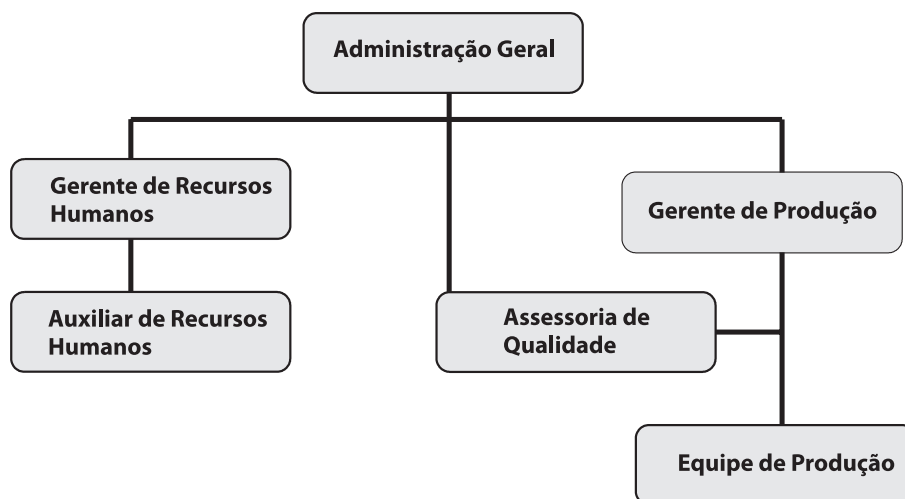 Administração Geral
Gerente de Recursos
Humanos
Gerente de Produção
Auxiliar de Recursos
Humanos
Assessoria de
Qualidade
Equipe de Produção